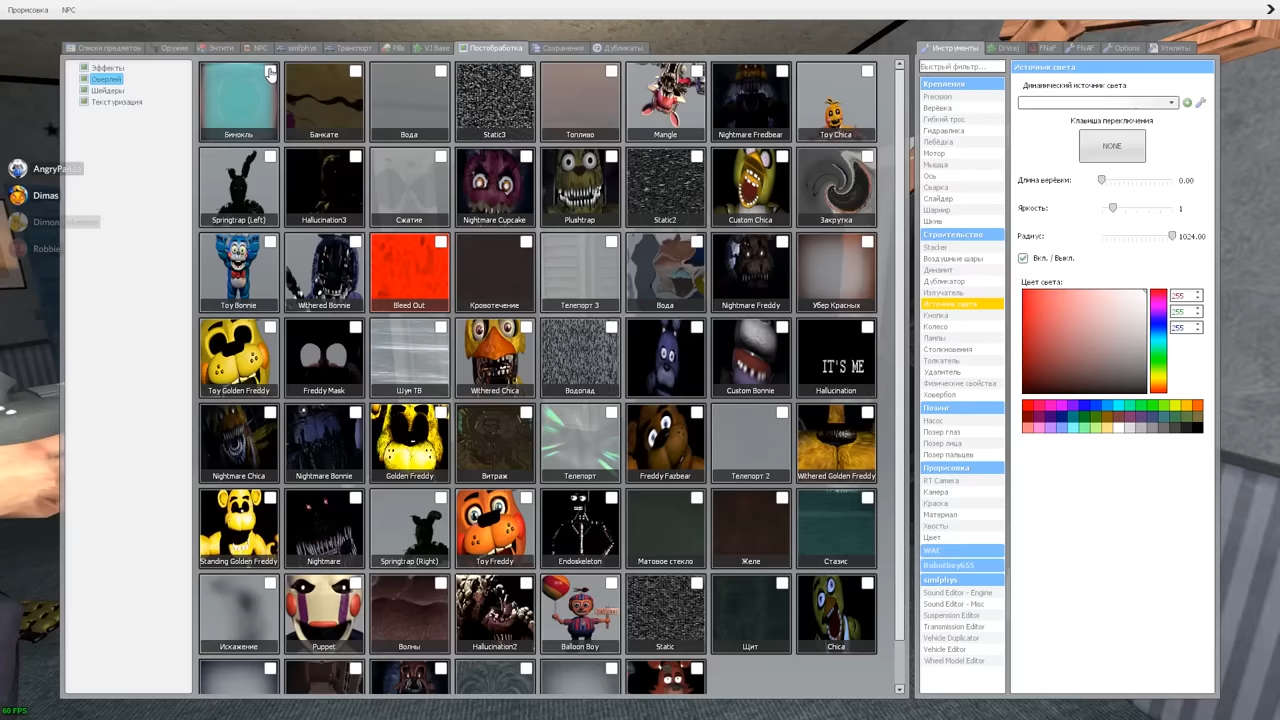 Прорисовка NPC
Списки предметов Оружие Энтити NPC simfphys Транспорт Pills VJ Base Постобработка Сохранения Дубликаты
Инструменты DrVrej FNaF FNAF Options Утилиты
Эффекты
Оверлей
Шейдеры
Текстуризация
AngryPanda
Dimas
Robbie
Бинокль Банкате Вода Static3 Топливо Mangle Nightmare Fredbear Toy Chica
Springtrap (Left) Hallucination3 Сжатие Nightmare Cupcake Plushtrap Static2 Custom Chica Закрутка
Toy Bonnie Withered Bonnie Bleed Out Кровотечение Телепорт 3 Вода Nightmare Freddy Убер Красных
Toy Golden Freddy Freddy Mask Шум ТВ Withered Chica Водопад Custom Bonnie Hallucination
IT'S ME
Nightmare Chica Nightmare Bonnie Golden Freddy Витраж Телепорт Freddy Fazbear Телепорт 2 Withered Golden Freddy
Standing Golden Freddy Nightmare Springtrap (Right) Toy Freddy Endoskeleton Матовое стекло Желе Стазис
Искажение Puppet Волны Hallucination2 Balloon Boy Static Щит Chica
Быстрый фильтр...
Крепления
Precision
Верёвка
Гибкий трос
Гидравлика
Лебёдка
Мотор
Мышца
Ось
Сварка
Слайдер
Шарнир
Шкив
Строительство
Stacker
Воздушные шары
Динамит
Дубликатор
Излучатель
Источник света
Кнопка
Колесо
Лампы
Столкновения
Толкатель
Удалитель
Физические свойства
Ховербол
Позинг
Насос
Позер глаз
Позер лица
Позер пальцев
Прорисовка
RT Camera
Камера
Краска
Материал
Хвосты
Цвет
WAC
Robotboy655
simfphys
Sound Editor - Engine
Sound Editor - Misc
Suspension Editor
Transmission Editor
Vehicle Duplicator
Vehicle Editor
Wheel Model Editor
Источник света
Динамический источник света
Клавиша переключения
NONE
Длина верёвки: 0.00
Яркость: 1
Радиус: 1024.00
Вкл. / Выкл.
Цвет света:
255
255
255
60 FPS